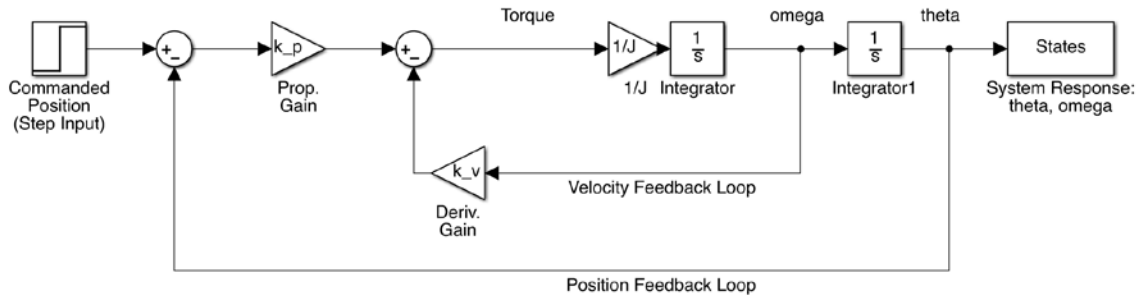 Torque
omega
theta
+
−
k_p
+
−
1/J
1
s
1
s
States
Commanded
Position
(Step Input)
Prop.
Gain
1/J
Integrator
Integrator1
System Response:
theta, omega
k_v
Velocity Feedback Loop
Deriv.
Gain
Position Feedback Loop